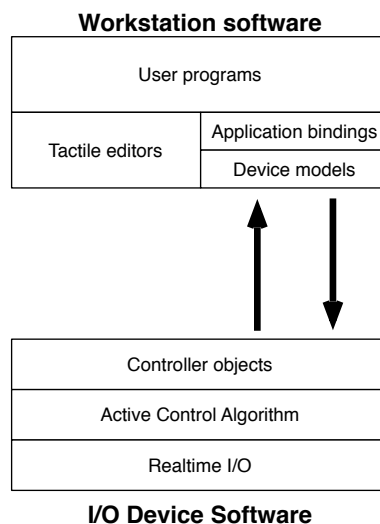 Workstation software
User programs
Tactile editors
Application bindings
Device models
Controller objects
Active Control Algorithm
Realtime I/O
I/O Device Software